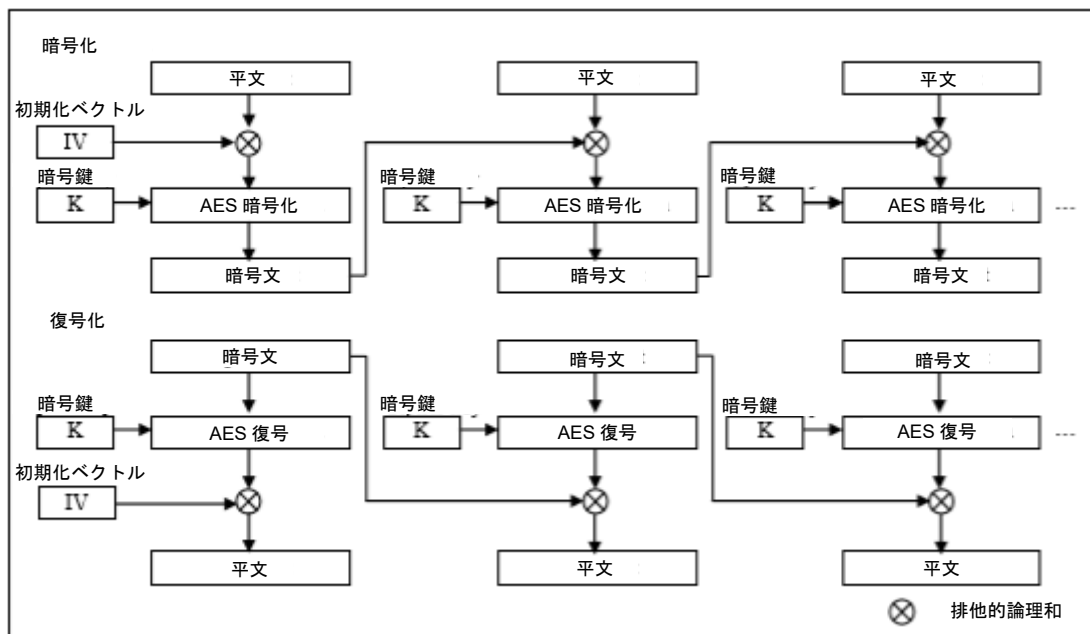 暗号化
平文 平文 平文
初期化ベクトル
IV
暗号鍵 暗号鍵 暗号鍵
K AES 暗号化 K AES 暗号化 K AES 暗号化 ---
暗号文 暗号文 暗号文
復号化
暗号文 暗号文 暗号文
暗号鍵 暗号鍵 暗号鍵
K AES 復号 K AES 復号 K AES 復号 ---
初期化ベクトル
IV
平文 平文 平文
排他的論理和